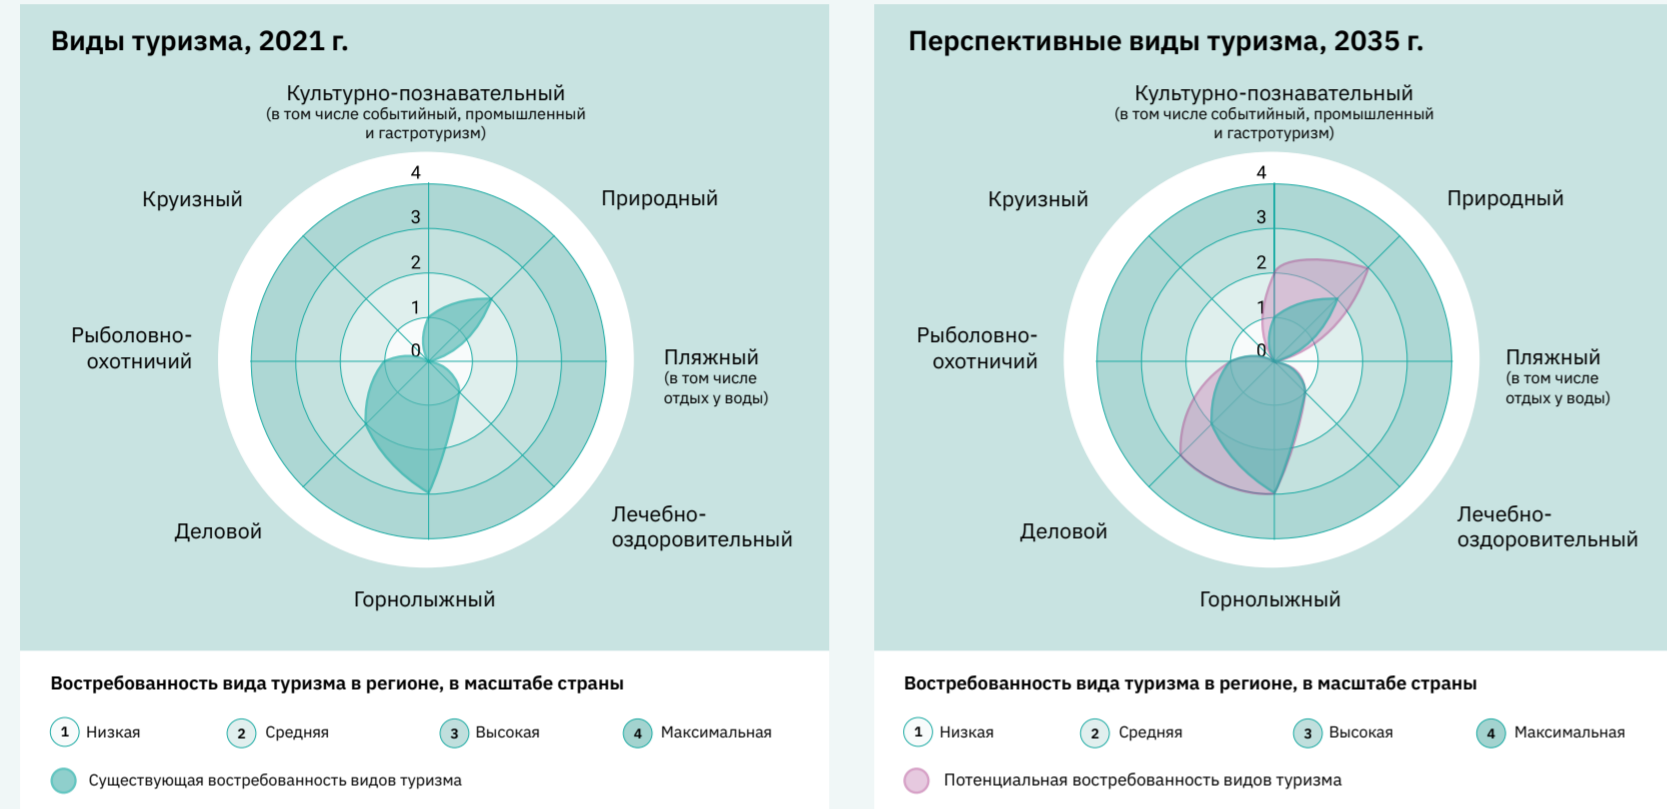 Виды туризма, 2021 г.
Культурно-познавательный
(в том числе событийный, промышленный
и гастротуризм)
Круизный
Природный
4
3
2
1
0
Рыболовно-
охотничий
Пляжный
(в том числе
отдых у воды)
Деловой
Лечебно-
оздоровительный
Горнолыжный
Востребованность вида туризма в регионе, в масштабе страны
1 Низкая
2 Средняя
3 Высокая
4 Максимальная
Существующая востребованность видов туризма
Перспективные виды туризма, 2035 г.
Культурно-познавательный
(в том числе событийный, промышленный
и гастротуризм)
Круизный
Природный
4
3
2
1
0
Рыболовно-
охотничий
Пляжный
(в том числе
отдых у воды)
Деловой
Лечебно-
оздоровительный
Горнолыжный
Востребованность вида туризма в регионе, в масштабе страны
1 Низкая
2 Средняя
3 Высокая
4 Максимальная
Потенциальная востребованность видов туризма